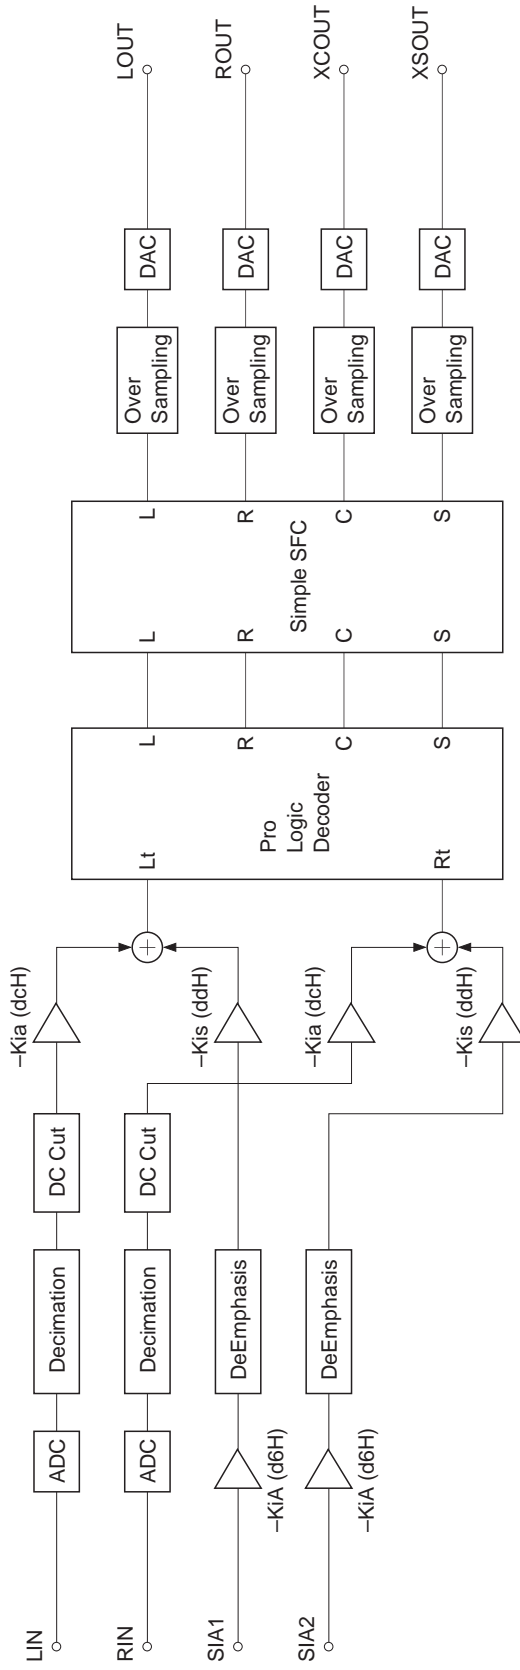 LIN
ADC
Decimation
DC Cut
–Kia (dcH)
RIN
ADC
Decimation
DC Cut
–Kia (dcH)
SIA1
–KiA (d6H)
DeEmphasis
–Kis (ddH)
SIA2
–KiA (d6H)
DeEmphasis
–Kis (ddH)
+
+
Lt
Rt
Pro
Logic
Decoder
L
R
C
S
L
R
C
S
Simple SFC
L
R
C
S
Over
Sampling
DAC
LOUT
Over
Sampling
DAC
ROUT
Over
Sampling
DAC
XCOUT
Over
Sampling
DAC
XSOUT